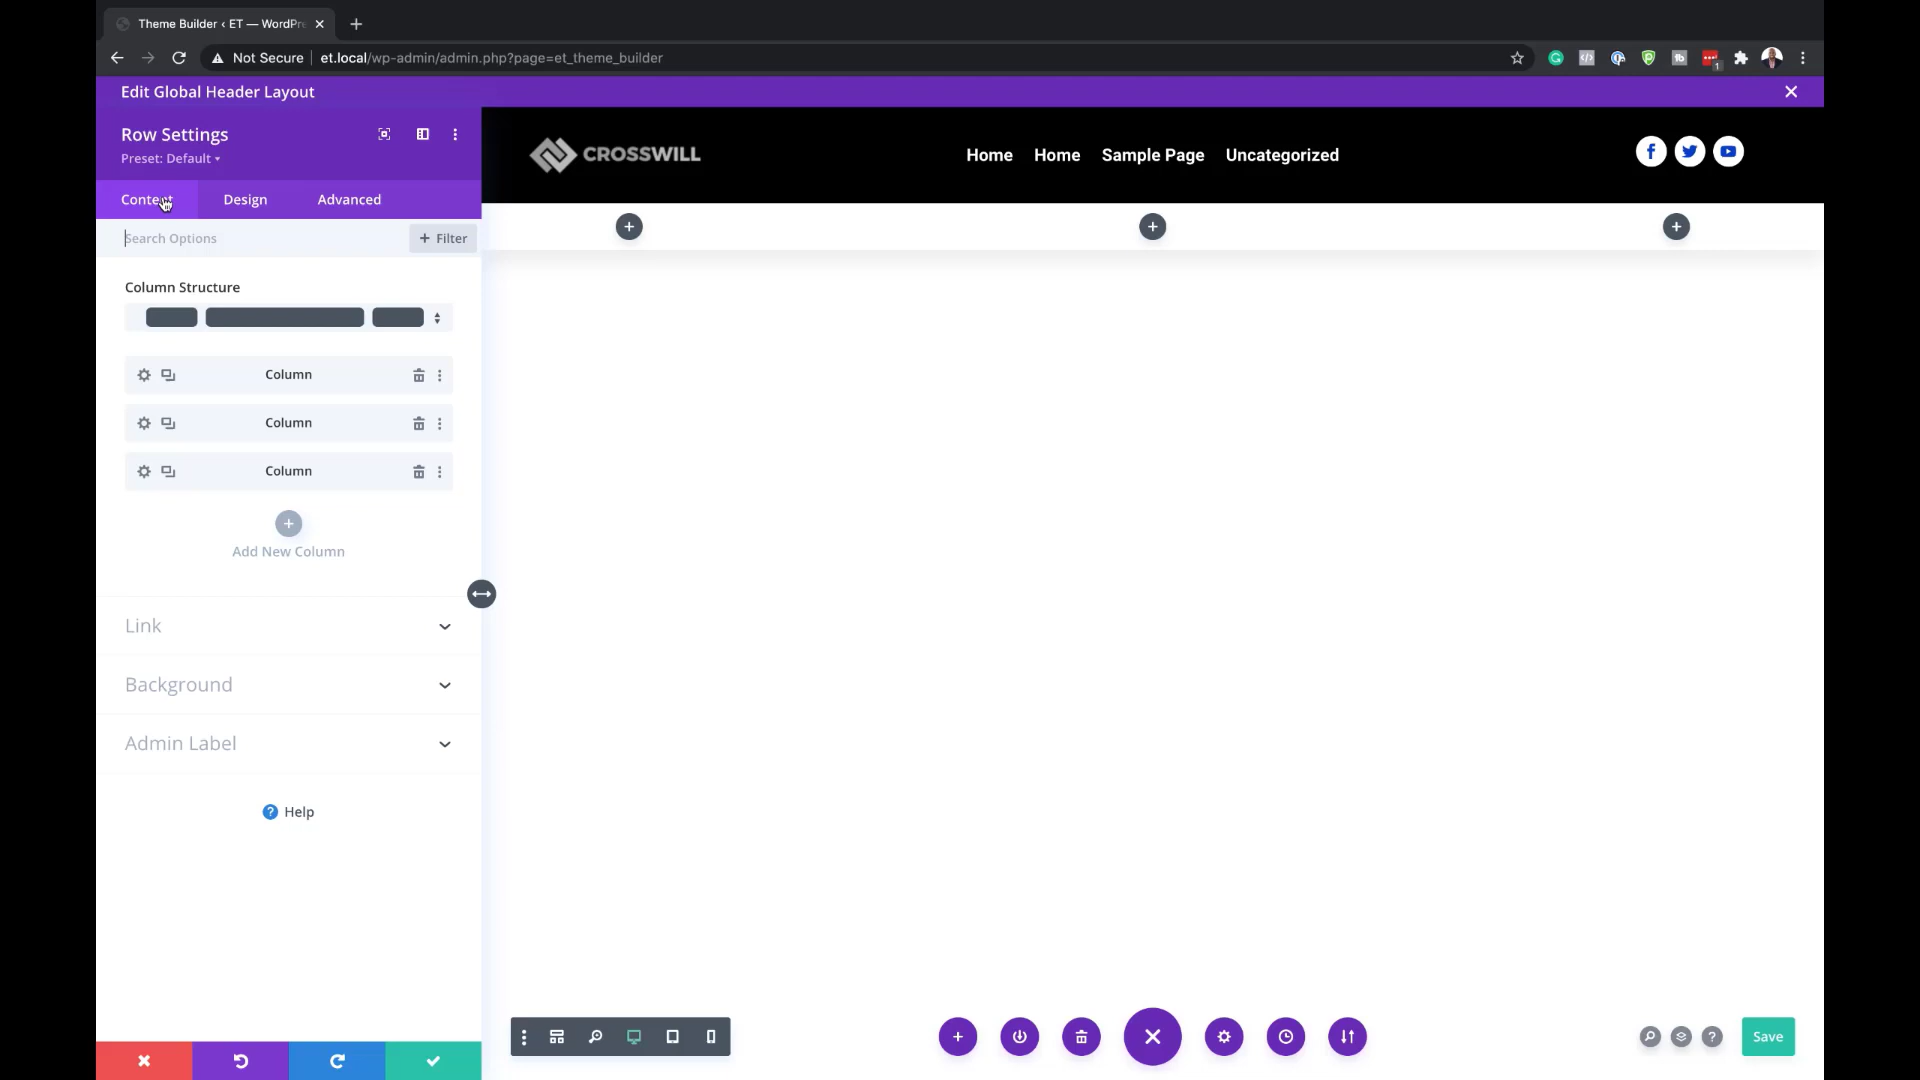 Theme Builder ‹ ET — WordPr
Not Secure
et.local/wp-admin/admin.php?page=et_theme_builder
Edit Global Header Layout
Row Settings
Preset: Default
Content
Design
Advanced
Search Options
Filter
Column Structure
Column
Column
Column
Add New Column
Link
Background
Admin Label
Help
CROSSWILL
Home
Home
Sample Page
Uncategorized
Save